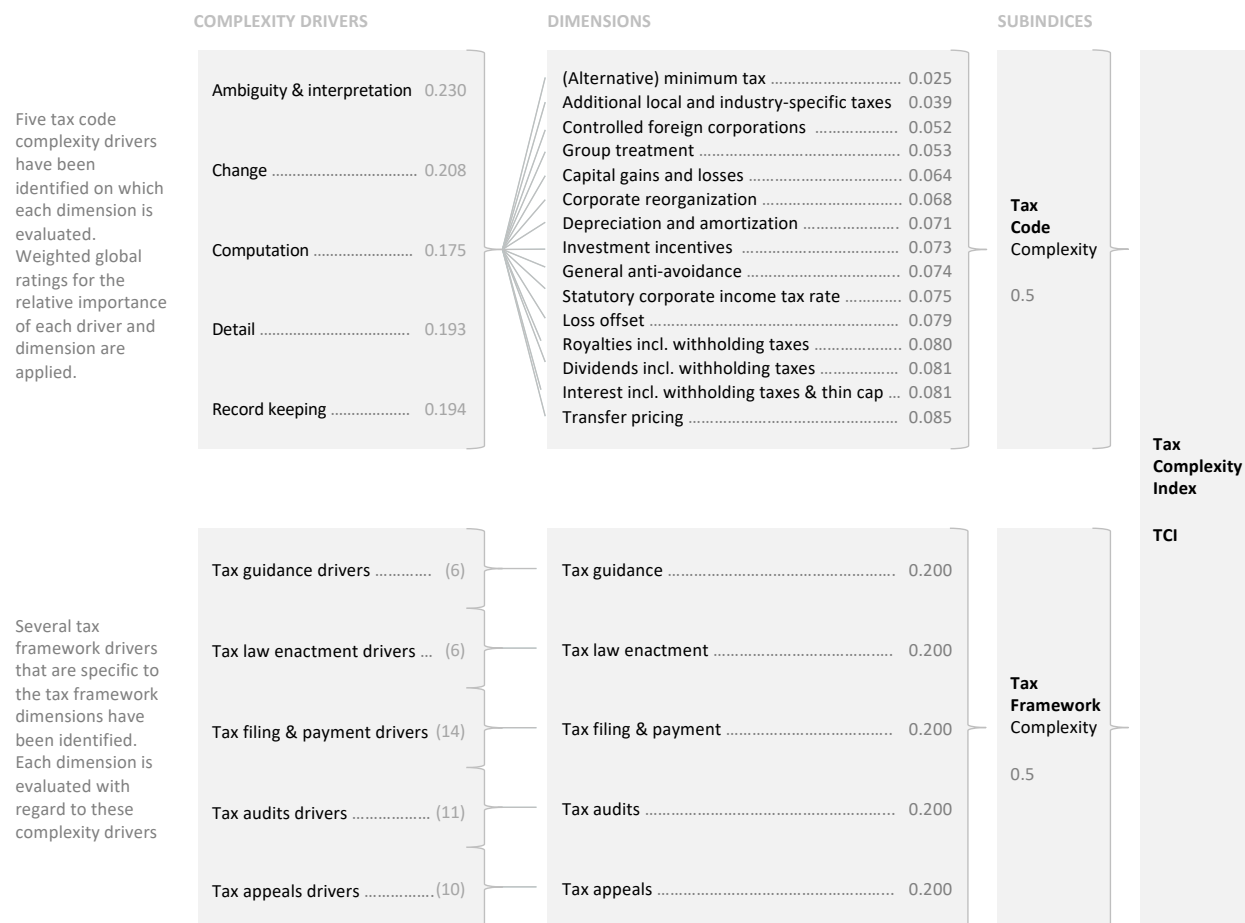 COMPLEXITY DRIVERS
DIMENSIONS
SUBINDICES
Five tax code
complexity drivers
have been
identified on which
each dimension is
evaluated.
Weighted global
ratings for the
relative importance
of each driver and
dimension are
applied.
Ambiguity & interpretation 0.230
Change 0.208
Computation 0.175
Detail 0.193
Record keeping 0.194
(Alternative) minimum tax 0.025
Additional local and industry-specific taxes 0.039
Controlled foreign corporations 0.052
Group treatment 0.053
Capital gains and losses 0.064
Corporate reorganization 0.068
Depreciation and amortization 0.071
Investment incentives 0.073
General anti-avoidance 0.074
Statutory corporate income tax rate 0.075
Loss offset 0.079
Royalties incl. withholding taxes 0.080
Dividends incl. withholding taxes 0.081
Interest incl. withholding taxes & thin cap ... 0.081
Transfer pricing 0.085
Tax
Code
Complexity
0.5
Tax
Complexity
Index
TCI
Several tax
framework drivers
that are specific to
the tax framework
dimensions have
been identified.
Each dimension is
evaluated with
regard to these
complexity drivers
Tax guidance drivers (6)
Tax law enactment drivers ... (6)
Tax filing & payment drivers (14)
Tax audits drivers (11)
Tax appeals drivers (10)
Tax guidance 0.200
Tax law enactment 0.200
Tax filing & payment 0.200
Tax audits 0.200
Tax appeals 0.200
Tax
Framework
Complexity
0.5